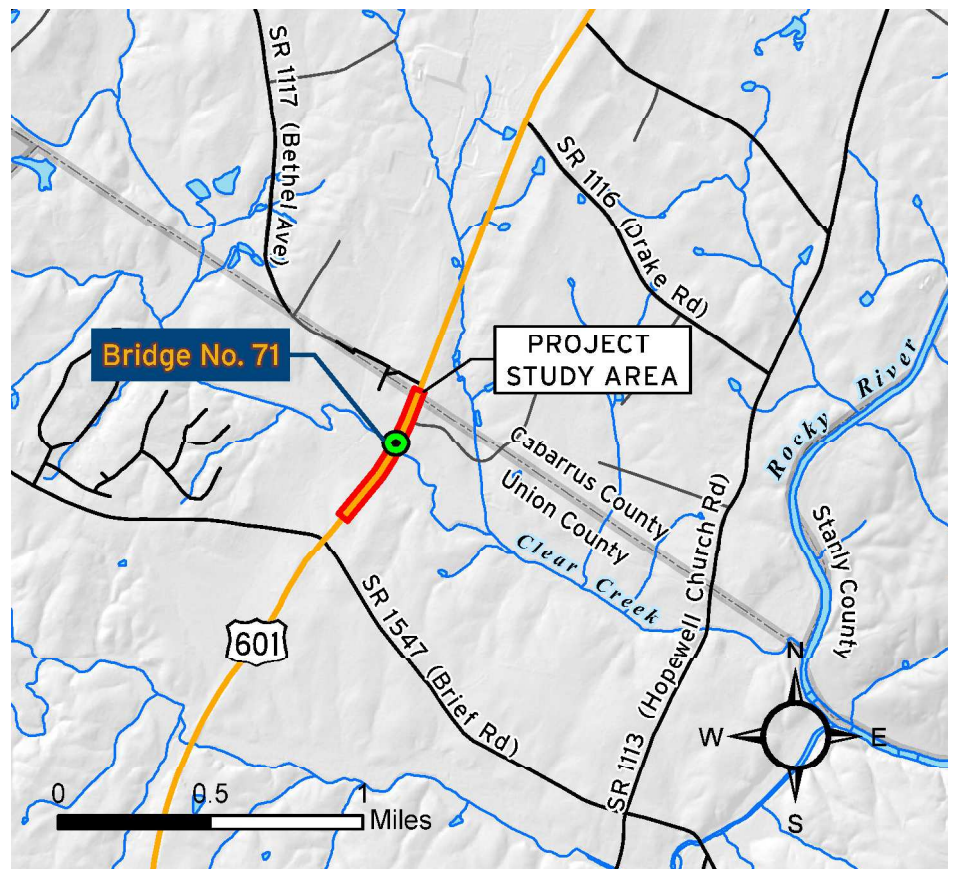 SR 1117 (Bethel Ave)
SR 1116 (Drake Rd)
Bridge No. 71
PROJECT
STUDY AREA
Rocky River
Cabarrus County
Union County
Stanly County
Clear Creek
SR 1113 (Hopewell Church Rd)
SR 1547 (Brief Rd)
601
N
W
E
S
0 0.5 1
Miles